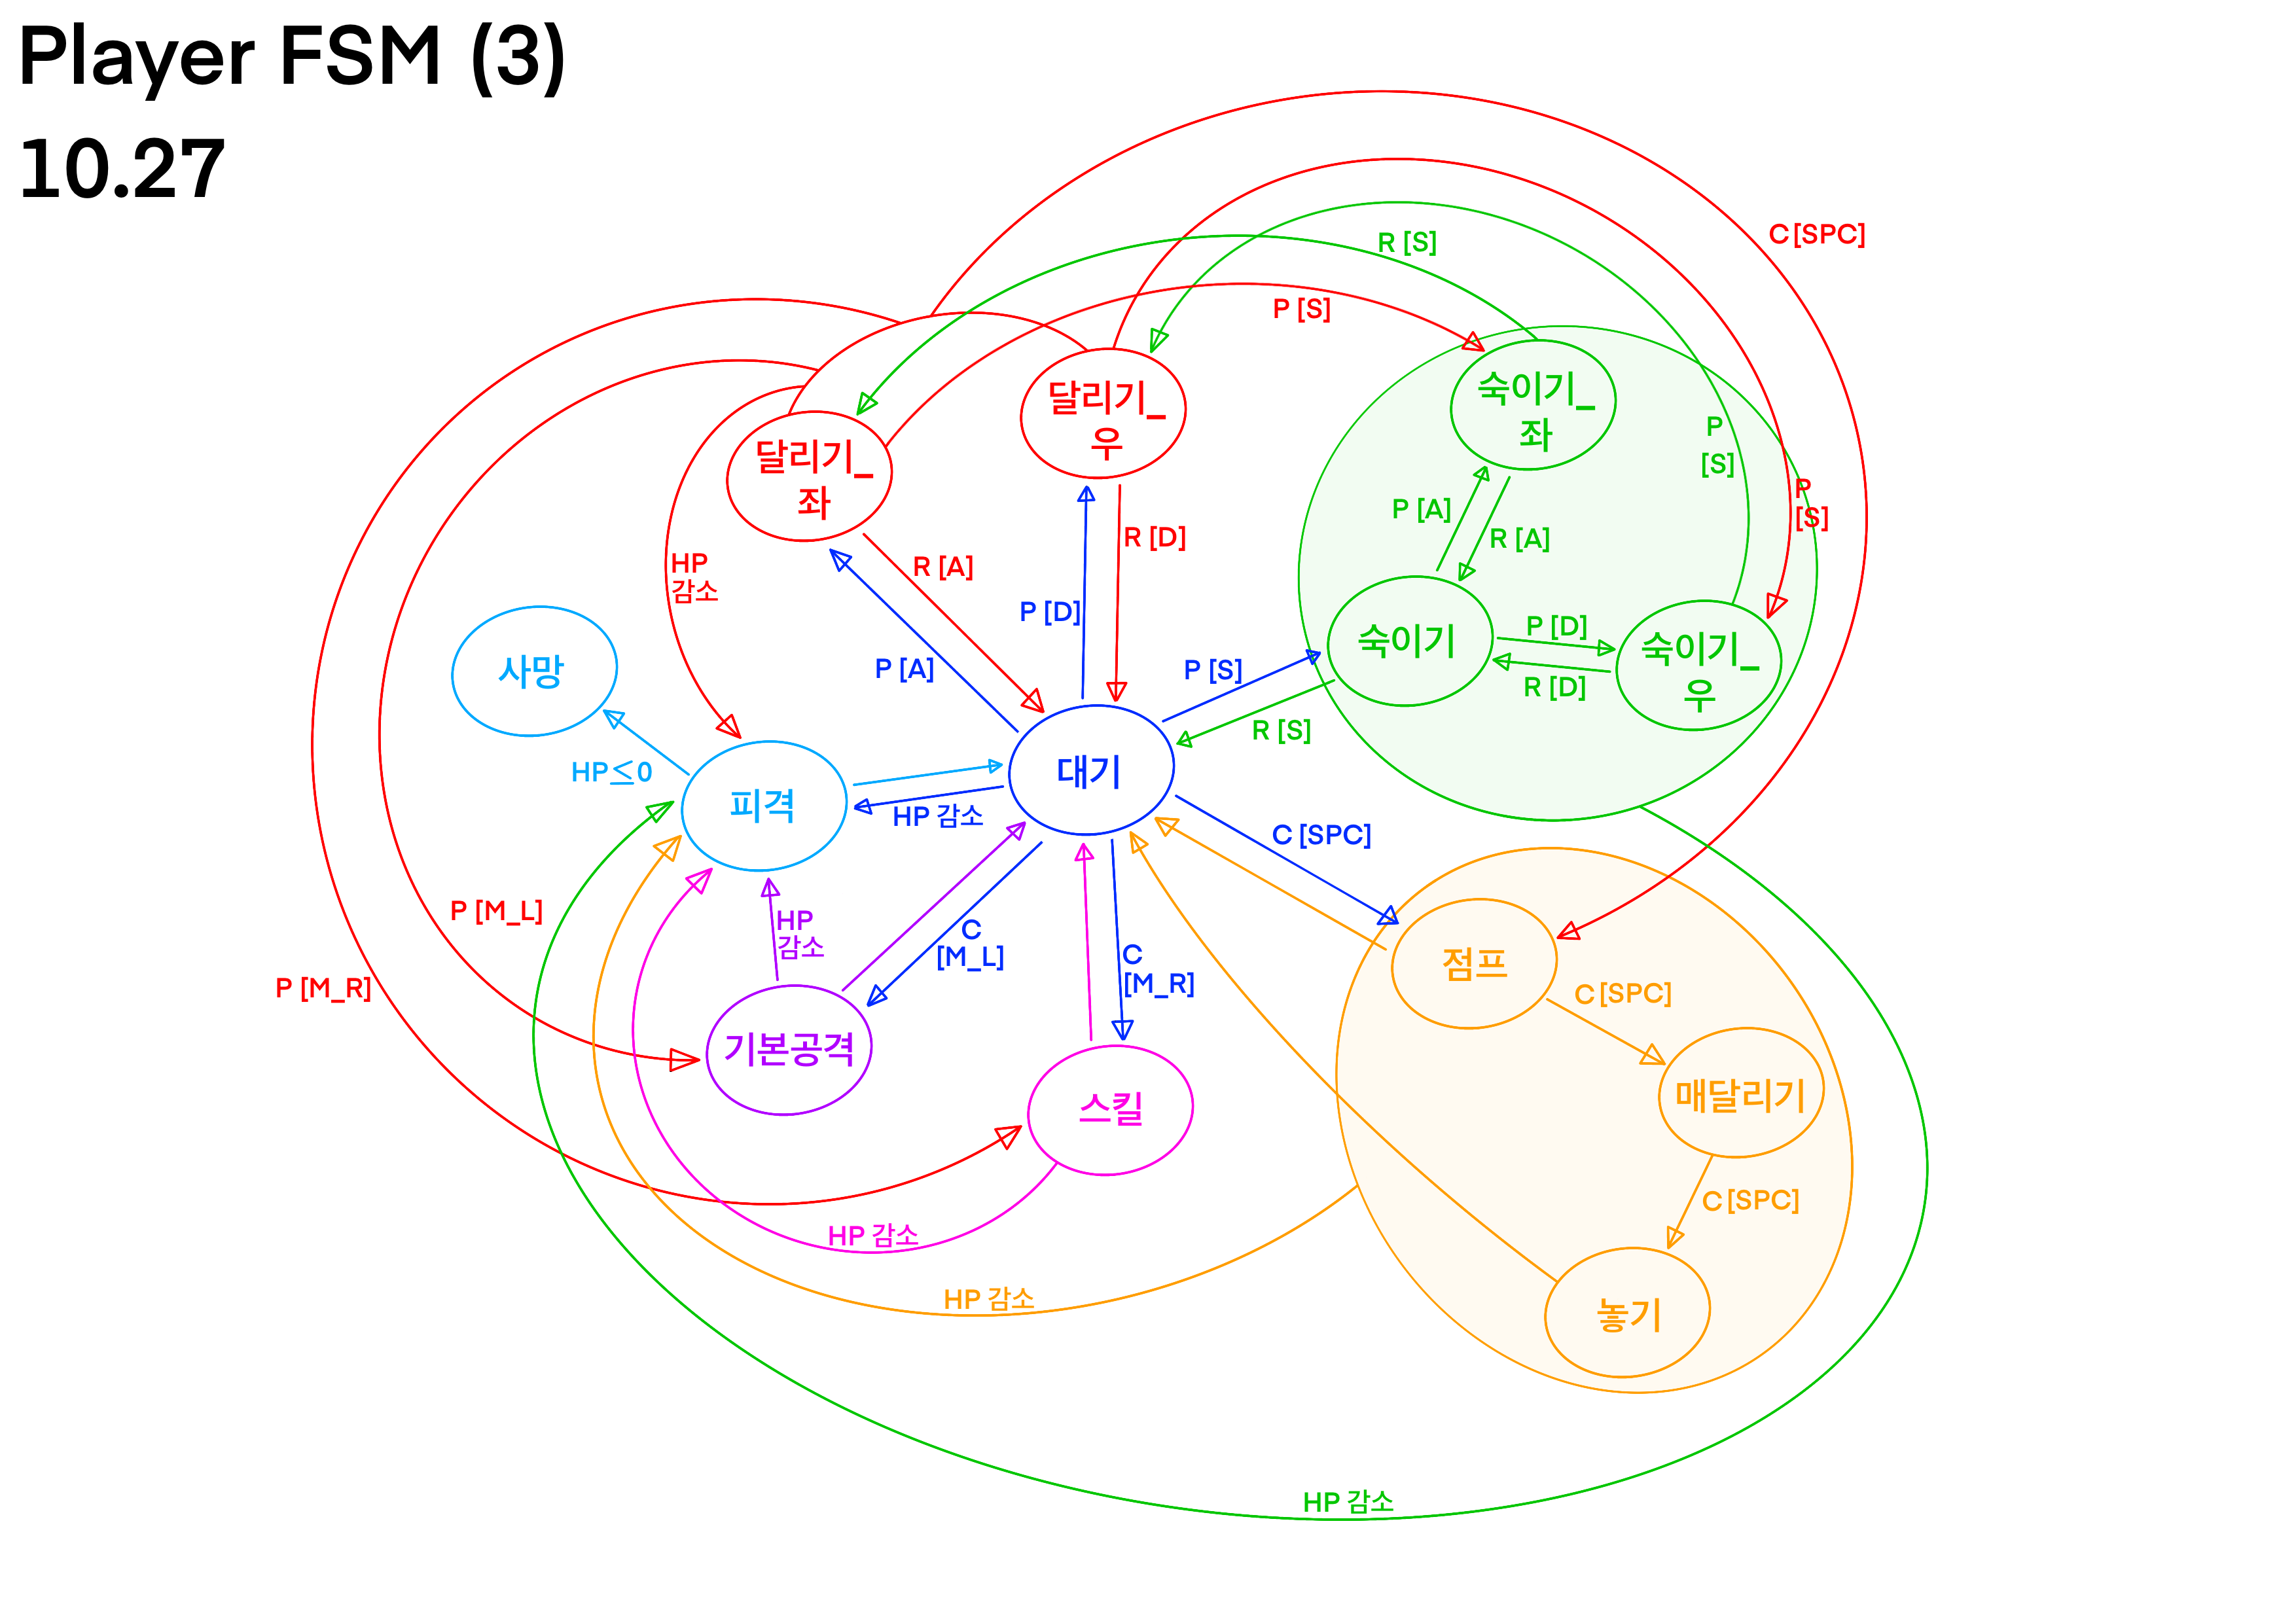 Player FSM (3)
10.27
C [SPC]
R [S]
P [S]
달리기_
우
숙이기_
좌
P
[S]
달리기_
좌
P
[S]
P [A]
R [A]
R [D]
HP
감소
R [A]
P [D]
P [D]
숙이기
숙이기_
우
P [A]
P [S]
R [D]
사망
R [S]
HP≤0
대기
피격
HP 감소
C [SPC]
P [M_L]
HP
감소
C
[M_L]
C
[M_R]
점프
P [M_R]
C [SPC]
기본공격
매달리기
스킬
C [SPC]
HP 감소
HP 감소
놓기
HP 감소